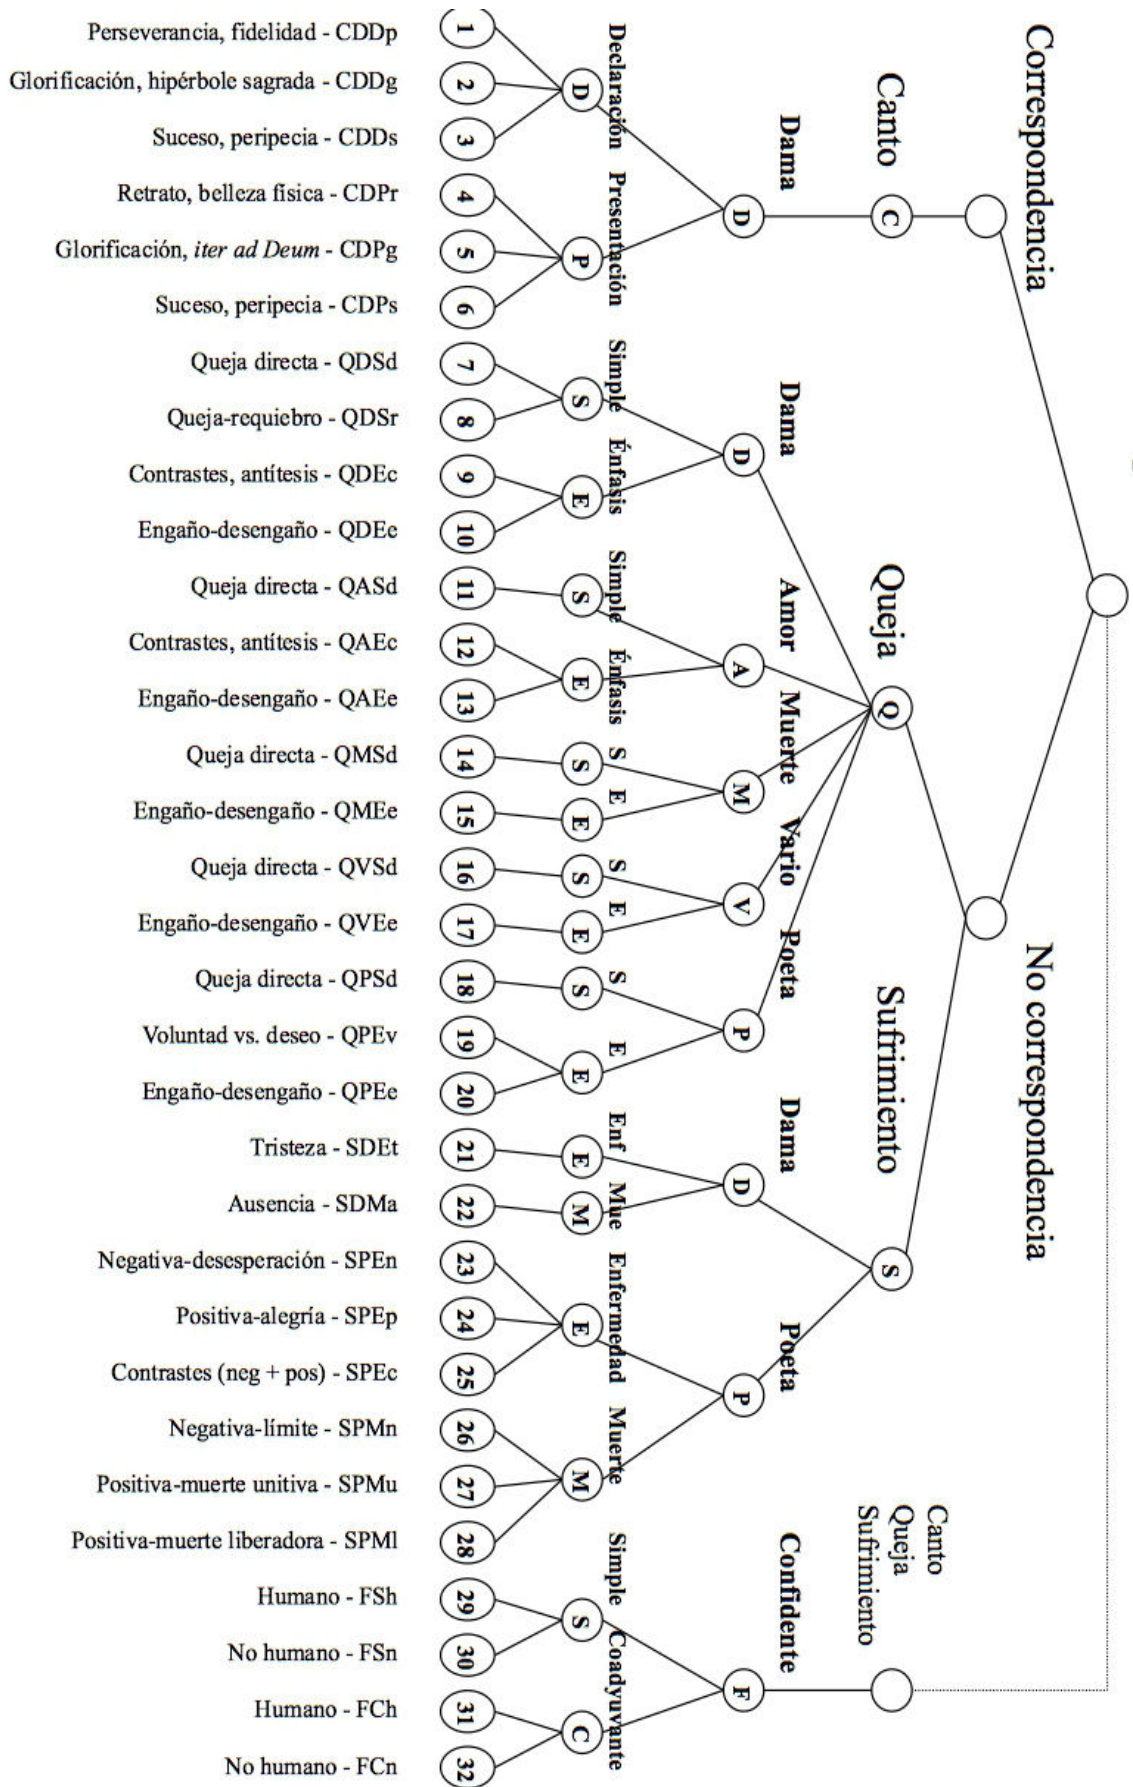 Correspondencia
No correspondencia
Canto
Queja
Sufrimiento
Canto
Queja
Sufrimiento
C
Q
S
Dama
Dama
Amor
Muerte
Vario
Poeta
Dama
Poeta
Confidente
D
D
A
M
V
P
D
P
F
Declaración
Presentación
Simple
Énfasis
Simple
Énfasis
S
E
S
E
S
E
Enf
Mue
Enfermedad
Muerte
Simple
Coadyuvante
D
P
S
E
S
E
S
E
S
E
S
E
E
M
E
M
S
C
Perseverancia, fidelidad - CDDp 1
Glorificación, hipérbole sagrada - CDDg 2
Suceso, peripecia - CDDs 3
Retrato, belleza física - CDPr 4
Glorificación, iter ad Deum - CDPg 5
Suceso, peripecia - CDPs 6
Queja directa - QDSd 7
Queja-requiebro - QDSr 8
Contrastes, antítesis - QDEc 9
Engaño-desengaño - QDEe 10
Queja directa - QASd 11
Contrastes, antítesis - QAEc 12
Engaño-desengaño - QAEe 13
Queja directa - QMSd 14
Engaño-desengaño - QMEe 15
Queja directa - QVSd 16
Engaño-desengaño - QVEe 17
Queja directa - QPSd 18
Voluntad vs. deseo - QPEv 19
Engaño-desengaño - QPEe 20
Tristeza - SDEt 21
Ausencia - SDMa 22
Negativa-desesperación - SPEn 23
Positiva-alegría - SPEp 24
Contrastes (neg + pos) - SPEc 25
Negativa-límite - SPMn 26
Positiva-muerte unitiva - SPMu 27
Positiva-muerte liberadora - SPMl 28
Humano - FSh 29
No humano - FSn 30
Humano - FCh 31
No humano - FCn 32